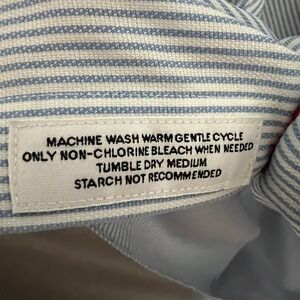 MACHINE WASH WARM GENTLE CYCLE
ONLY NON-CHLORINE BLEACH WHEN NEEDED
TUMBLE DRY MEDIUM
STARCH NOT RECOMMENDED